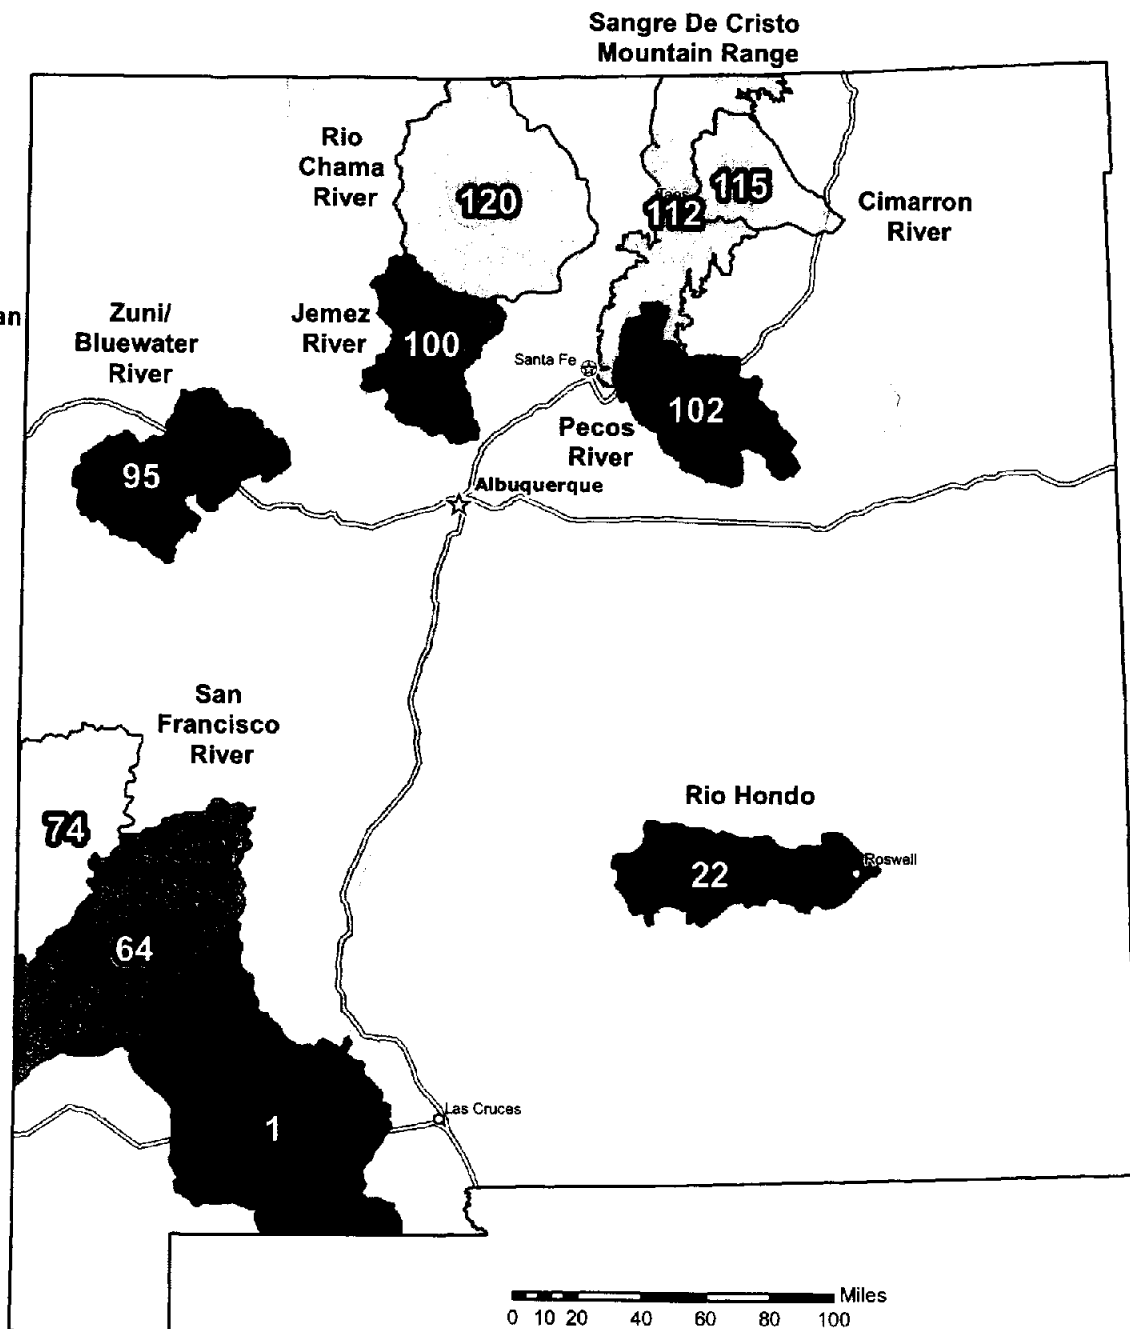 Sangre De Cristo
Mountain Range
Rio
Chama
River
120
115
Taos
112
Cimarron
River
an
Zuni/
Bluewater
River
Jemez
River
100
Santa Fe
102
Pecos
River
95
Albuquerque
San
Francisco
River
74
Rio Hondo
22
Roswell
64
1
Las Cruces
Miles
0 10 20 40 60 80 100